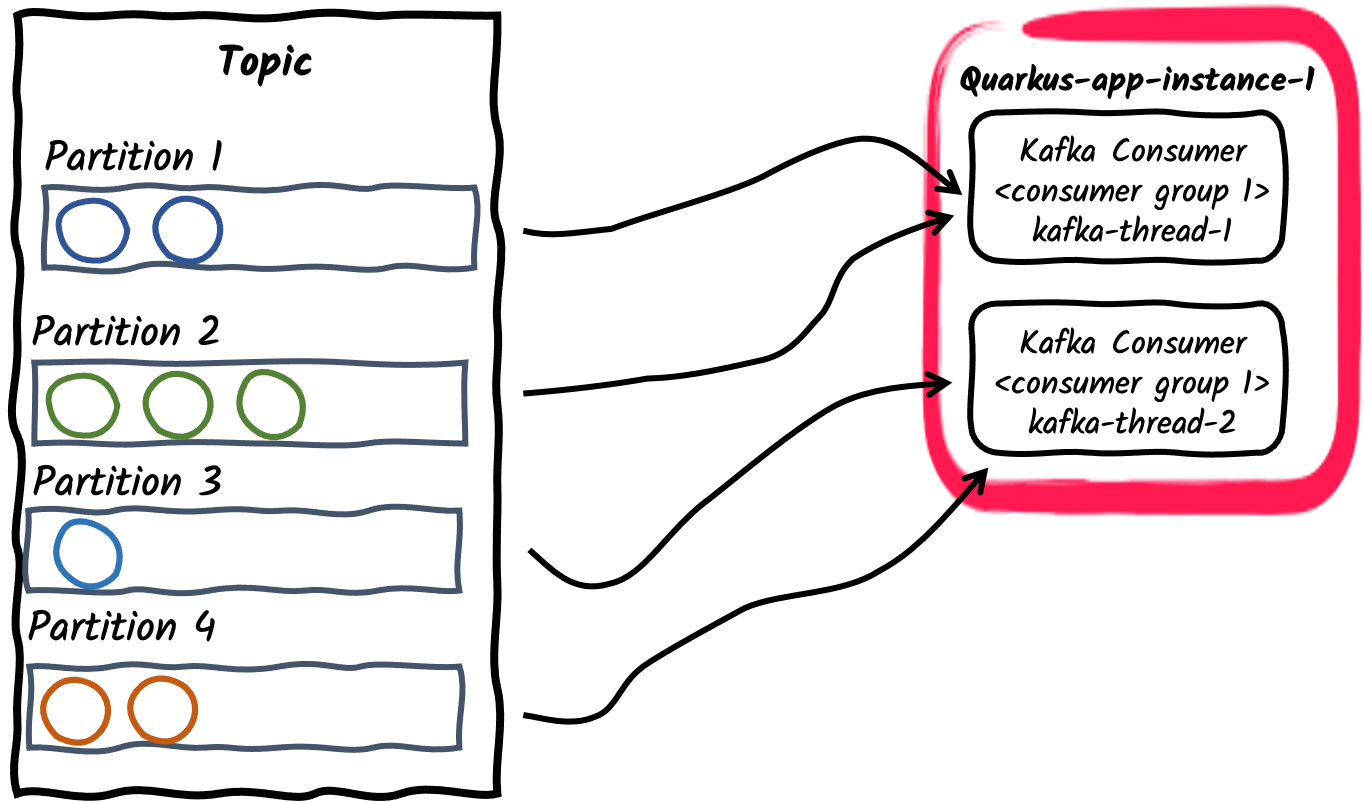 Topic
Partition 1
Partition 2
Partition 3
Partition 4
Quarkus-app-instance-1
Kafka Consumer
<consumer group 1>
kafka-thread-1
Kafka Consumer
<consumer group 1>
kafka-thread-2